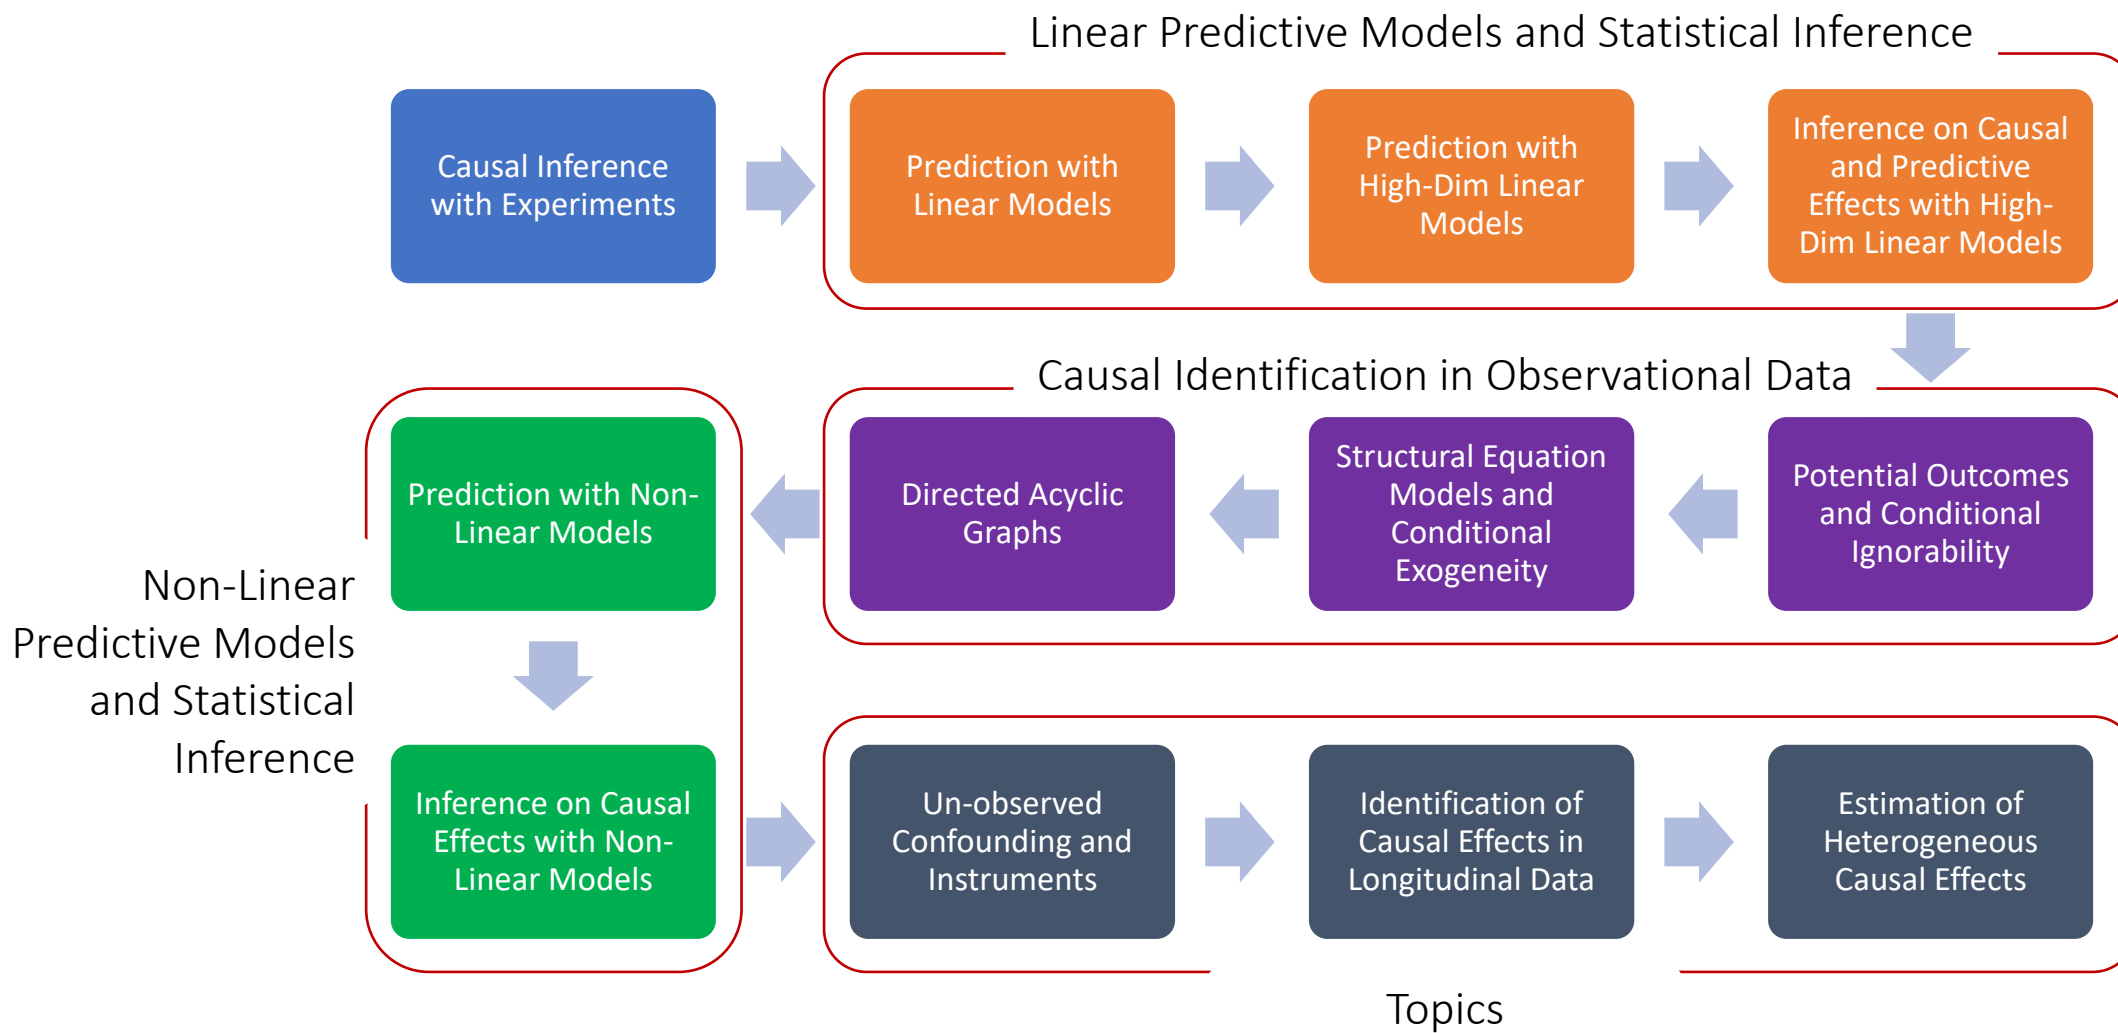 Linear Predictive Models and Statistical Inference
Causal Inference
with Experiments
Prediction with
Linear Models
Prediction with
High-Dim Linear
Models
Inference on Causal
and Predictive
Effects with High-
Dim Linear Models
Causal Identification in Observational Data
Potential Outcomes
and Conditional
Ignorability
Structural Equation
Models and
Conditional
Exogeneity
Directed Acyclic
Graphs
Non-Linear
Predictive Models
and Statistical
Inference
Prediction with Non-
Linear Models
Inference on Causal
Effects with Non-
Linear Models
Un-observed
Confounding and
Instruments
Identification of
Causal Effects in
Longitudinal Data
Estimation of
Heterogeneous
Causal Effects
Topics